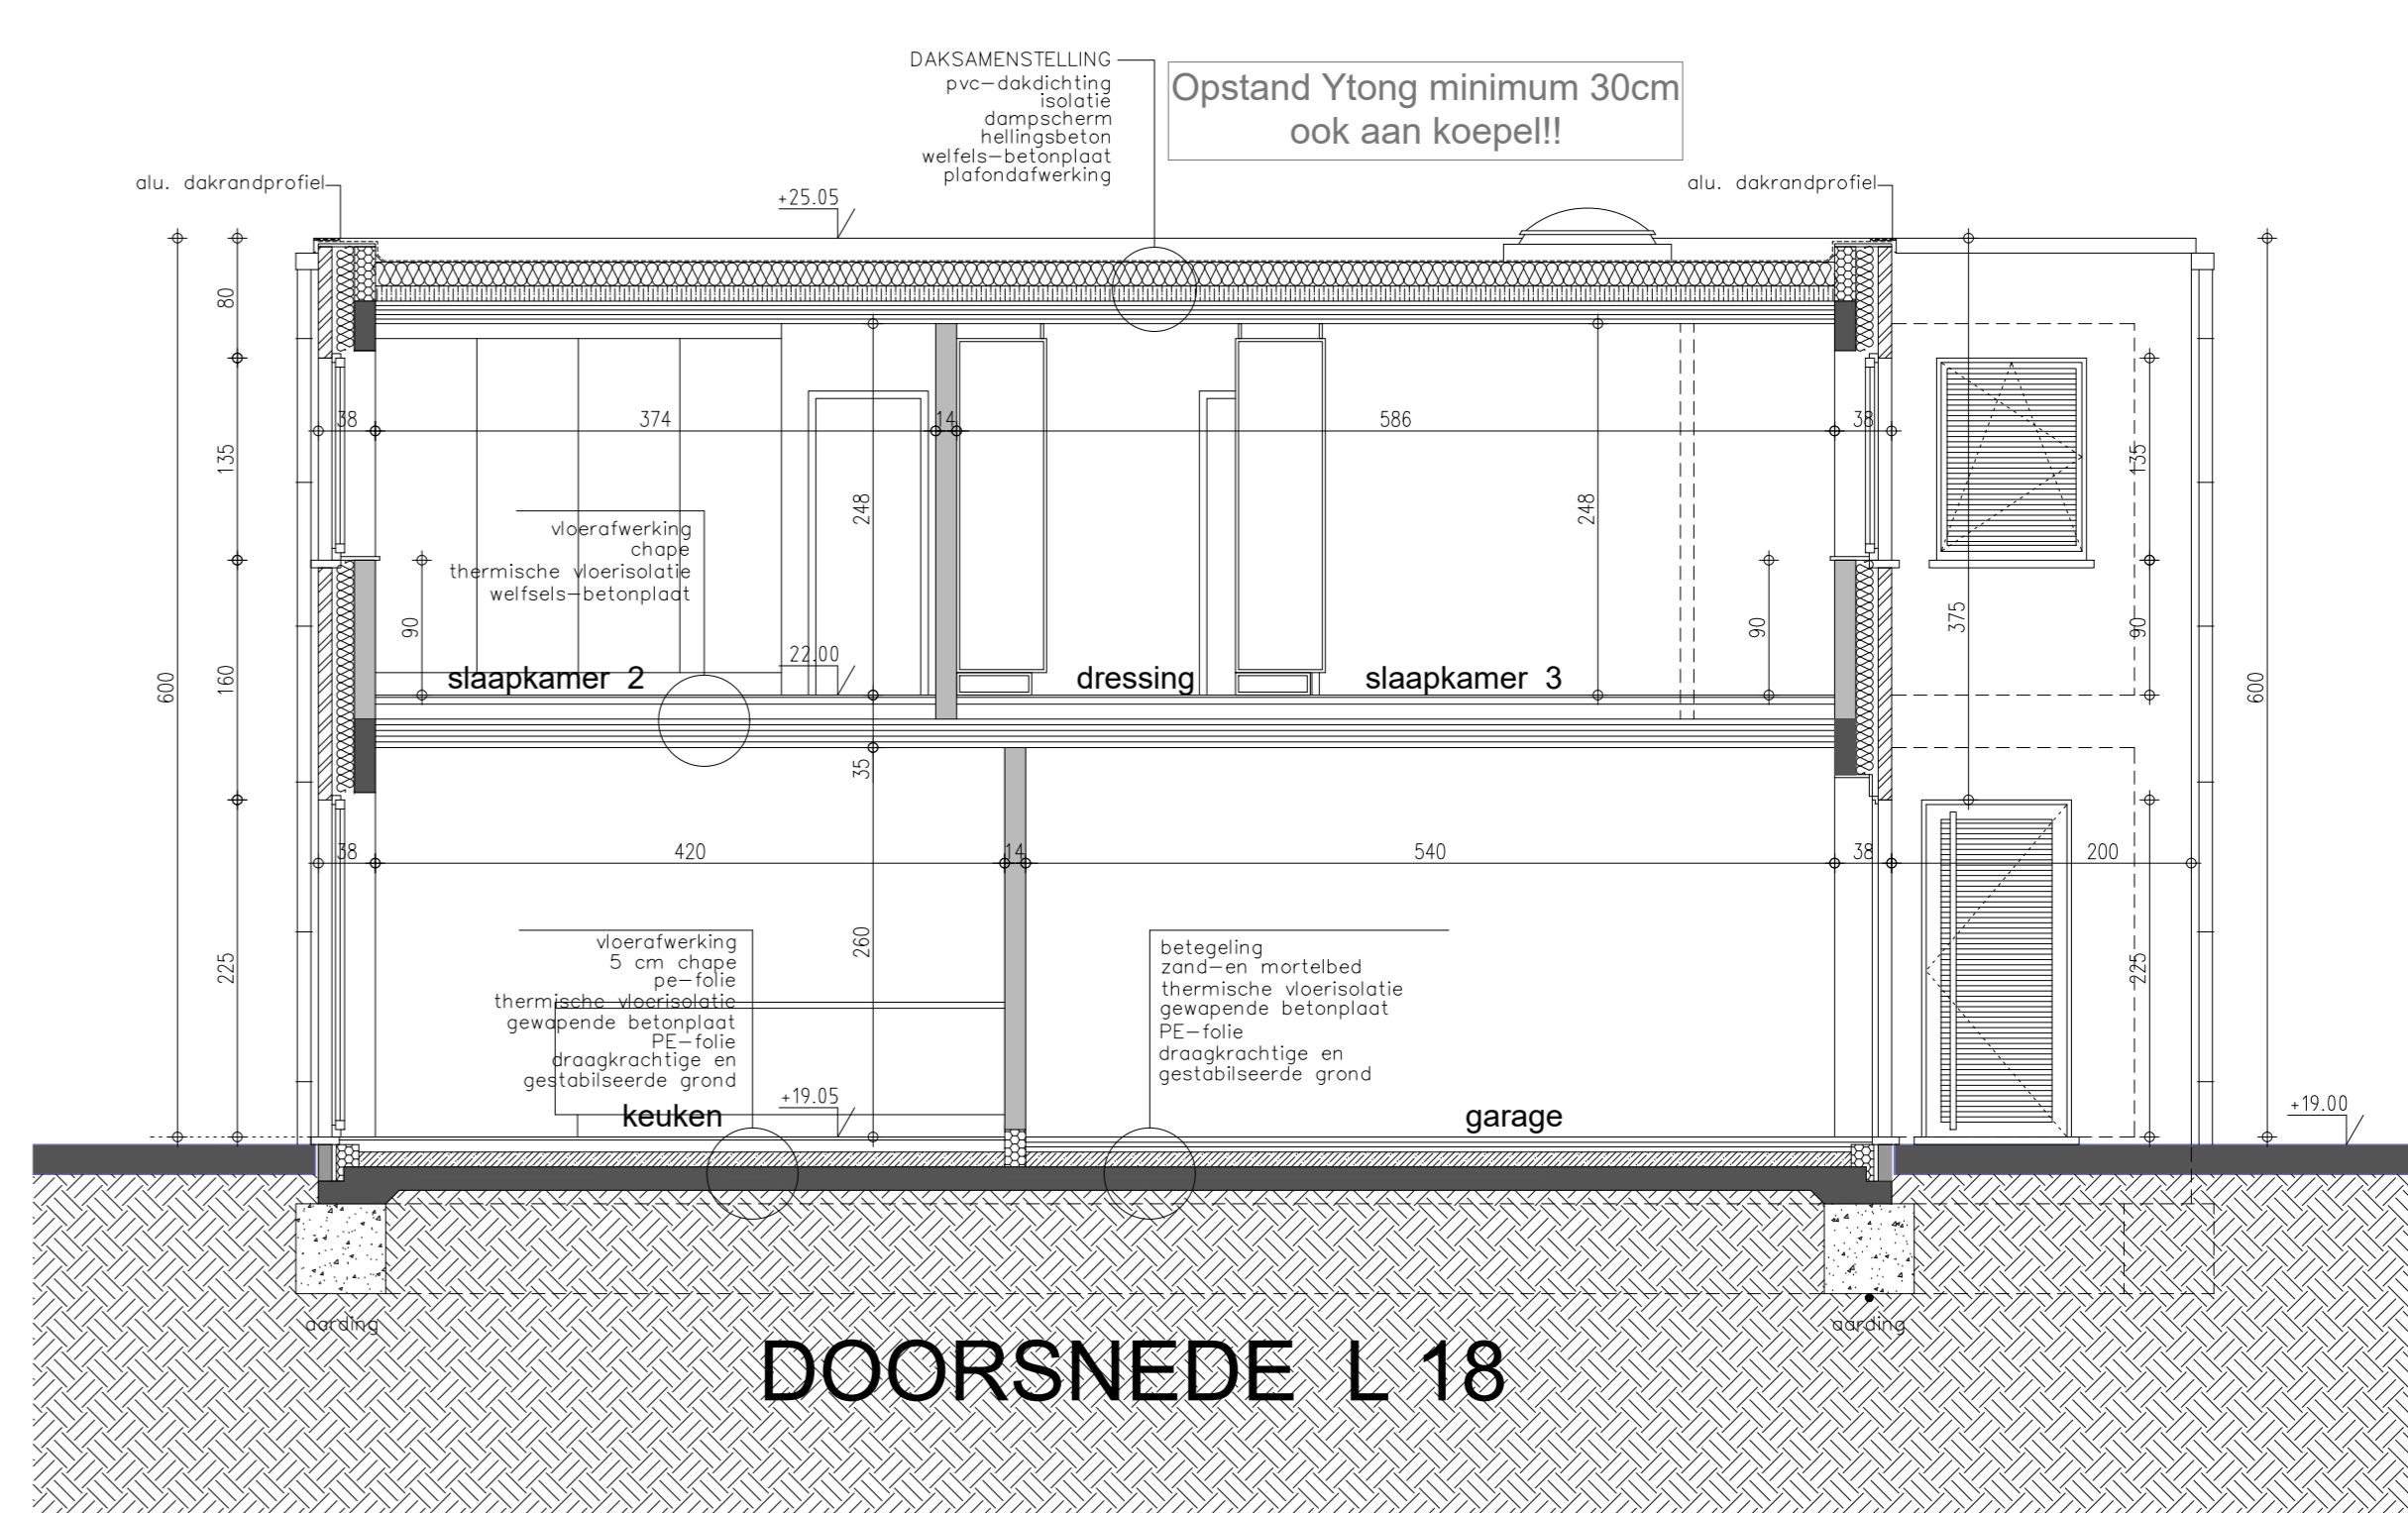 DAKSAMENSTELLING
pvc-dakdichting
isolatie
dampscherm
hellingsbeton
welfels-betonplaat
plafondafwerking
Opstand Ytong minimum 30cm
ook aan koepel!!
alu. dakrandprofiel
alu. dakrandprofiel
+25.05
80
135
160
225
600
38
374
14
586
38
248
248
135
90
375
90
90
600
vloerafwerking
chape
thermische vloerisolatie
welfsels-betonplaat
22.00
slaapkamer 2
dressing
slaapkamer 3
35
38
420
14
540
38
200
260
225
vloerafwerking
5 cm chape
pe-folie
thermische vloerisolatie
gewapende betonplaat
PE-folie
draagkrachtige en
gestabilseerde grond
betegeling
zand-en mortelbed
thermische vloerisolatie
gewapende betonplaat
PE-folie
draagkrachtige en
gestabilseerde grond
+19.05
keuken
garage
+19.00
aarding
aarding
DOORSNEDE L 18